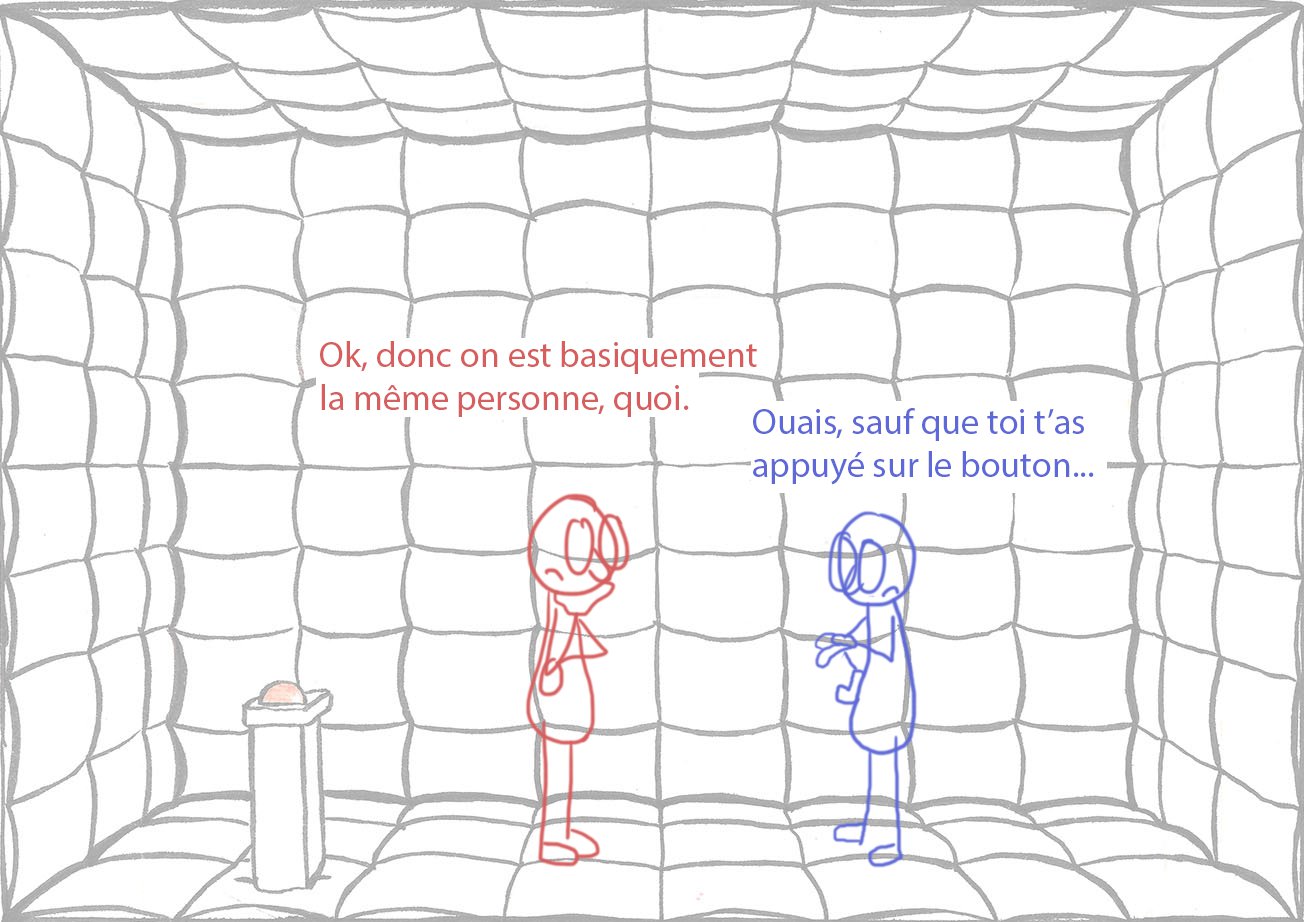 Ok, donc on est basiquement
la même personne, quoi.
Ouais, sauf que toi t’as
appuyé sur le bouton...